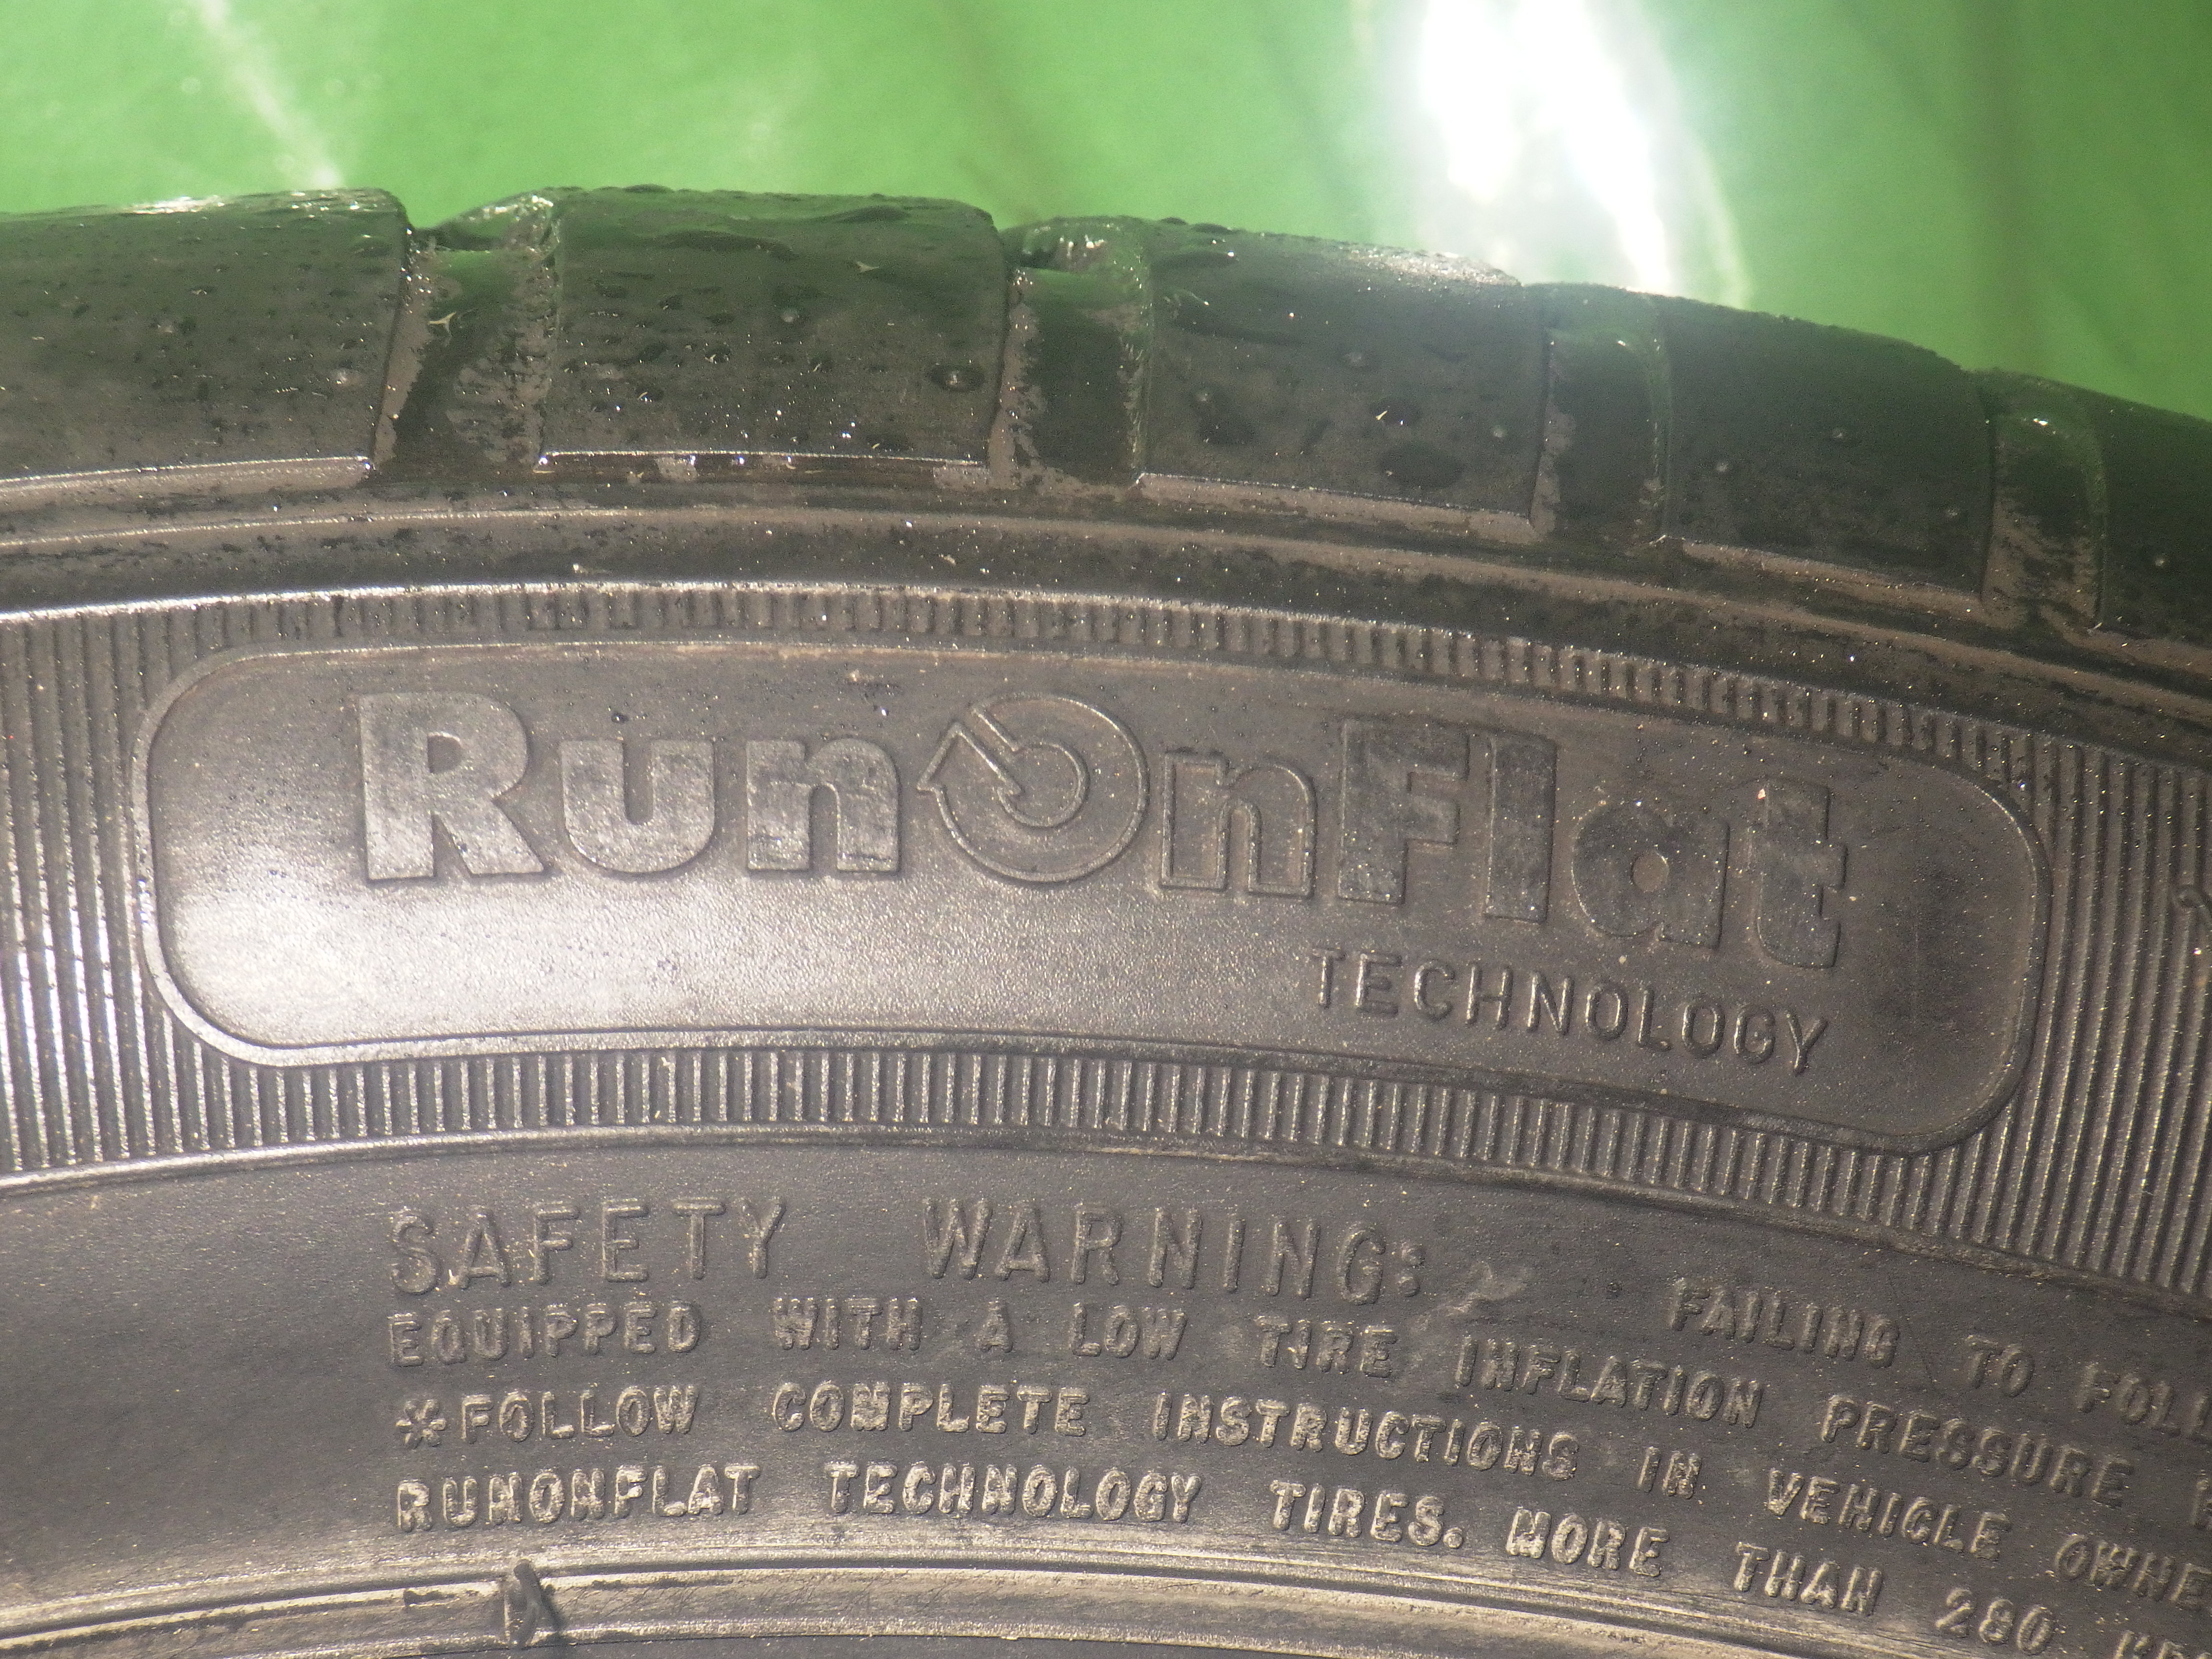 RunOnFlat
TECHNOLOGY
SAFETY WARNING: FAILING TO
EQUIPPED WITH A LOW TIRE INFLATION PRESSURE
*FOLLOW COMPLETE INSTRUCTIONS IN VEHICLE
RUNONFLAT TECHNOLOGY TIRES. MORE THAN 280